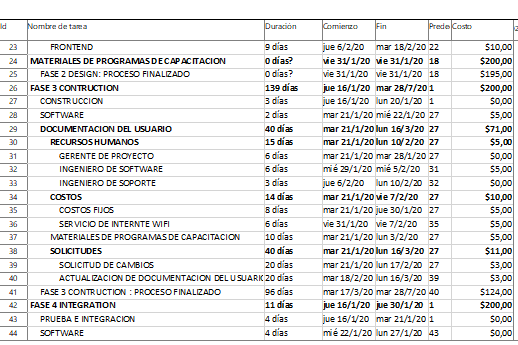 Id Nombre de tarea Duración Comienzo Fin Prede Costo
23 FRONTEND 9 días jue 6/2/20 mar 18/2/20 22 $10,00
24 MATERIALES DE PROGRAMAS DE CAPACITACION 0 días? vie 31/1/20 vie 31/1/20 18 $200,00
25 FASE 2 DESIGN: PROCESO FINALIZADO 0 días? vie 31/1/20 vie 31/1/20 18 $195,00
26 FASE 3 CONTRUCTION 139 días jue 16/1/20 mar 28/7/20 1 $200,00
27 CONSTRUCCION 3 días jue 16/1/20 lun 20/1/20 1 $0,00
28 SOFTWARE 2 días mar 21/1/20 mié 22/1/20 27 $5,00
29 DOCUMENTACION DEL USUARIO 40 días mar 21/1/20 lun 16/3/20 27 $71,00
30 RECURSOS HUMANOS 15 días mar 21/1/20 lun 10/2/20 27 $5,00
31 GERENTE DE PROYECTO 6 días mar 21/1/20 mar 28/1/20 27 $0,00
32 INGENIERO DE SOFTWARE 6 días mié 29/1/20 mié 5/2/20 31 $5,00
33 INGENIERO DE SOPORTE 3 días jue 6/2/20 lun 10/2/20 32 $0,00
34 COSTOS 14 días mar 21/1/20 vie 7/2/20 27 $10,00
35 COSTOS FIJOS 8 días mar 21/1/20 jue 30/1/20 27 $5,00
36 SERVICIO DE INTERNTE WIFI 6 días vie 31/1/20 vie 7/2/20 35 $5,00
37 MATERIALES DE PROGRAMAS DE CAPACITACION 10 días mar 21/1/20 lun 3/2/20 27 $5,00
38 SOLICITUDES 40 días mar 21/1/20 lun 16/3/20 27 $11,00
39 SOLICITUD DE CAMBIOS 20 días mar 21/1/20 lun 17/2/20 27 $3,00
40 ACTUALIZACION DE DOCUMENTACION DEL USUARIO 20 días mar 18/2/20 lun 16/3/20 39 $3,00
41 FASE 3 CONTRUCTION : PROCESO FINALIZADO 96 días mar 17/3/20 mar 28/7/20 40 $124,00
42 FASE 4 INTEGRATION 11 días jue 16/1/20 jue 30/1/20 1 $200,00
43 PRUEBA E INTEGRACION 4 días jue 16/1/20 mar 21/1/20 1 $0,00
44 SOFTWARE 4 días mié 22/1/20 lun 27/1/20 43 $0,00